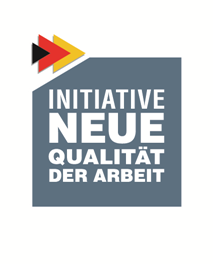 INITIATIVE
NEUE
QUALITÄT
DER ARBEIT